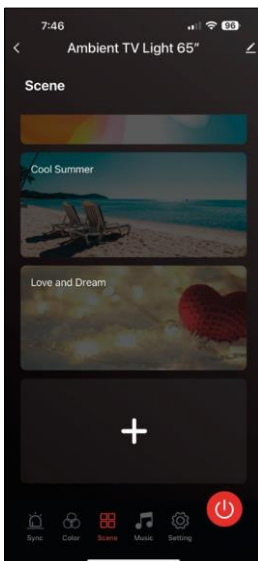 7:46
96
Ambient TV Light 65"
Scene
Cool Summer
Love and Dream
Sync Color Scene Music Setting